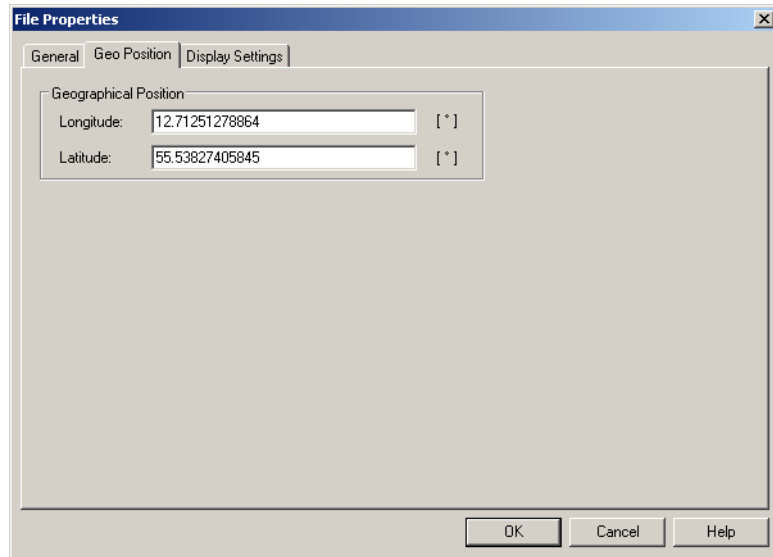 File Properties
General Geo Position Display Settings
Geographical Position
Longitude: 12.71251278864 [°]
Latitude: 55.53827405845 [°]
OK Cancel Help